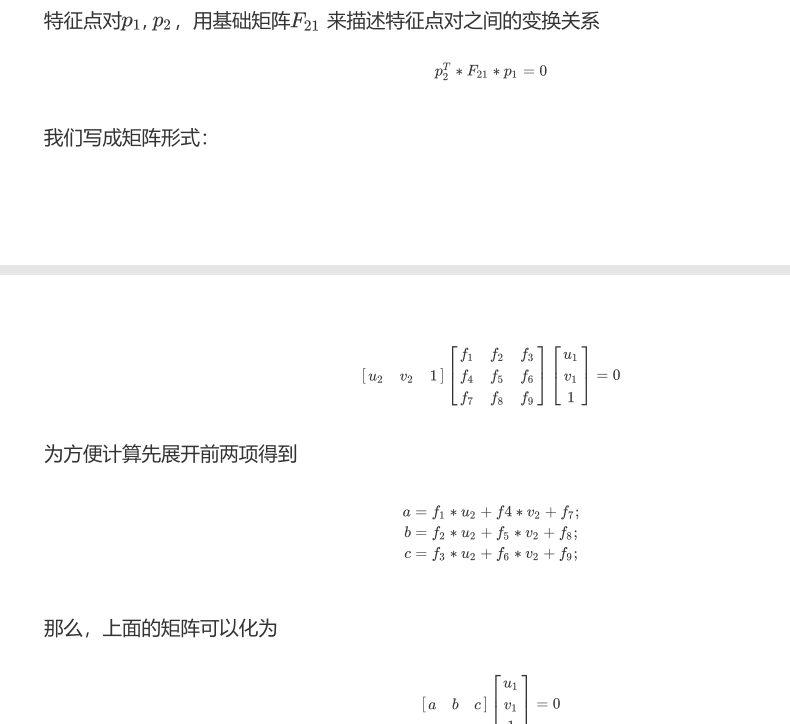 特征点对$p_1, p_2$ ，用基础矩阵$F_{21}$ 来描述特征点对之间的变换关系
$p_2^T * F_{21} * p_1 = 0$
我们写成矩阵形式：
$\begin{bmatrix} u_2 & v_2 & 1 \end{bmatrix} \begin{bmatrix} f_1 & f_2 & f_3 \\ f_4 & f_5 & f_6 \\ f_7 & f_8 & f_9 \end{bmatrix} \begin{bmatrix} u_1 \\ v_1 \\ 1 \end{bmatrix} = 0$
为方便计算先展开前两项得到
$a = f_1 * u_2 + f4 * v_2 + f_7;$
$b = f_2 * u_2 + f_5 * v_2 + f_8;$
$c = f_3 * u_2 + f_6 * v_2 + f_9;$
那么，上面的矩阵可以化为
$\begin{bmatrix} a & b & c \end{bmatrix} \begin{bmatrix} u_1 \\ v_1 \\ 1 \end{bmatrix} = 0$